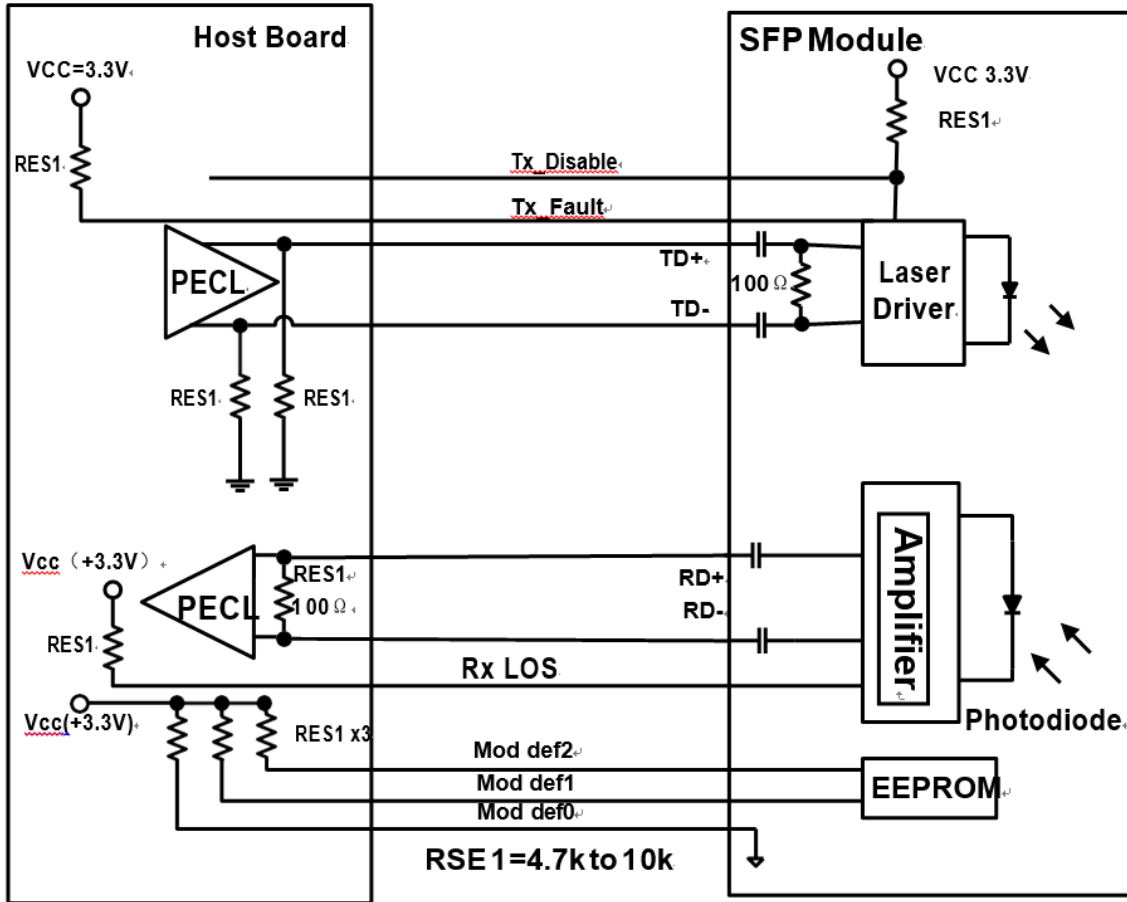 Host Board
SFP Module
VCC=3.3V
VCC 3.3V
RES1
RES1
Tx_Disable
Tx_Fault
PECL
TD+
100Ω
TD-
Laser
Driver
RES1
RES1
Vcc（+3.3V）
RES1
100Ω
PECL
RD+
RD-
Amplifier
RES1
Rx LOS
Vcc(+3.3V)
RES1 x3
Photodiode
Mod def2
Mod def1
Mod def0
EEPROM
RSE1=4.7k to 10k